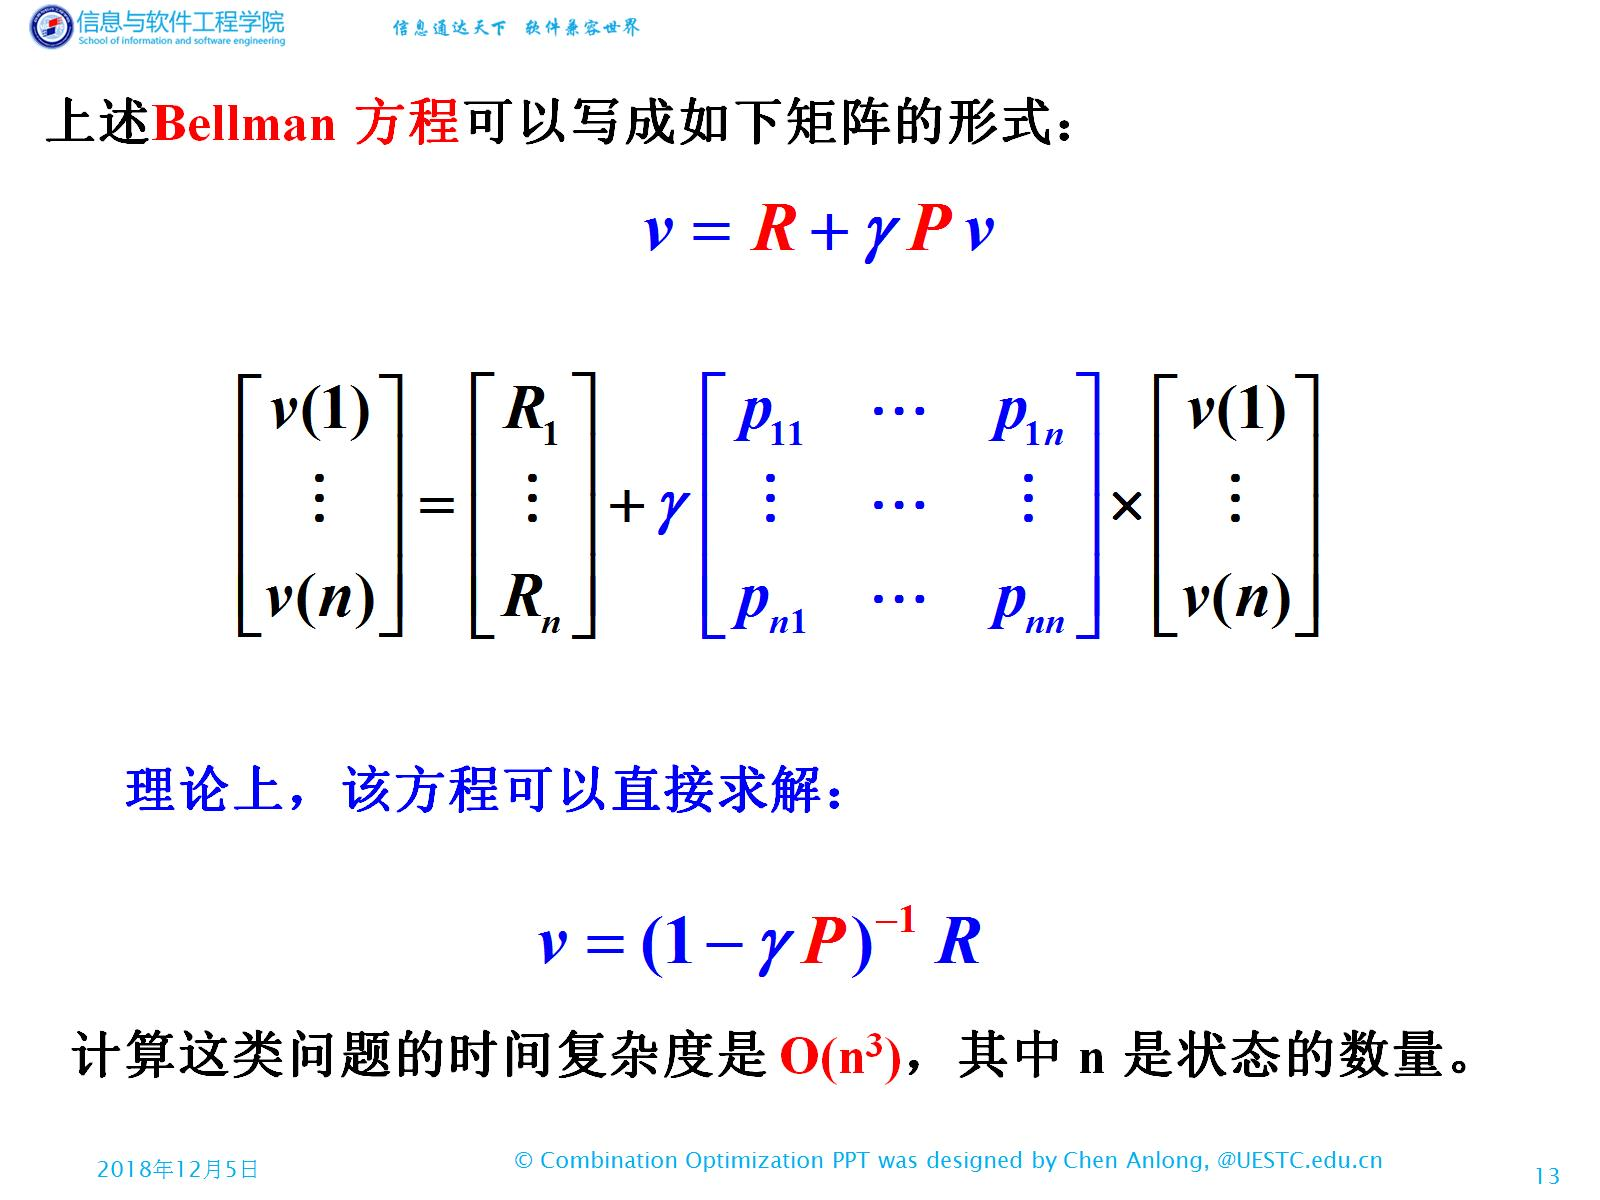 信息与软件工程学院
School of information and software engineering
信息通达天下 软件兼容世界
上述Bellman 方程可以写成如下矩阵的形式：
v = R + γ P v
[v(1) ⋮ v(n)] = [R₁ ⋮ Rₙ] + γ [p₁₁ ⋯ p₁ₙ ⋮ ⋯ ⋮ pₙ₁ ⋯ pₙₙ] × [v(1) ⋮ v(n)]
理论上，该方程可以直接求解：
v = (1 − γ P)⁻¹ R
计算这类问题的时间复杂度是 O(n³)，其中 n 是状态的数量。
2018年12月5日
© Combination Optimization PPT was designed by Chen Anlong, @UESTC.edu.cn
13